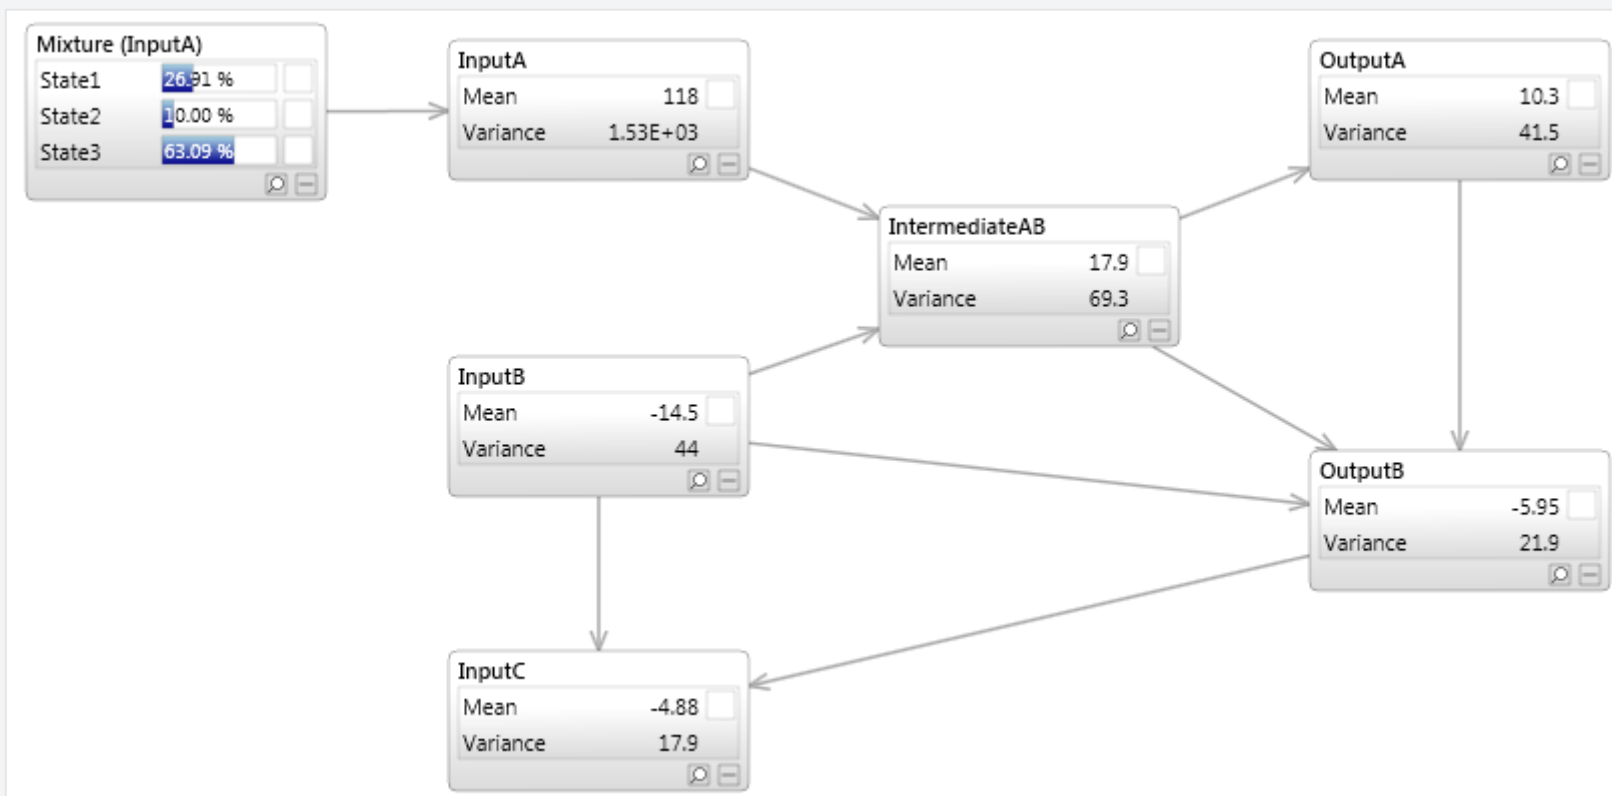 Mixture (InputA)
State1 26.91 %
State2 10.00 %
State3 63.09 %
InputA
Mean 118
Variance 1.53E+03
OutputA
Mean 10.3
Variance 41.5
IntermediateAB
Mean 17.9
Variance 69.3
InputB
Mean -14.5
Variance 44
OutputB
Mean -5.95
Variance 21.9
InputC
Mean -4.88
Variance 17.9